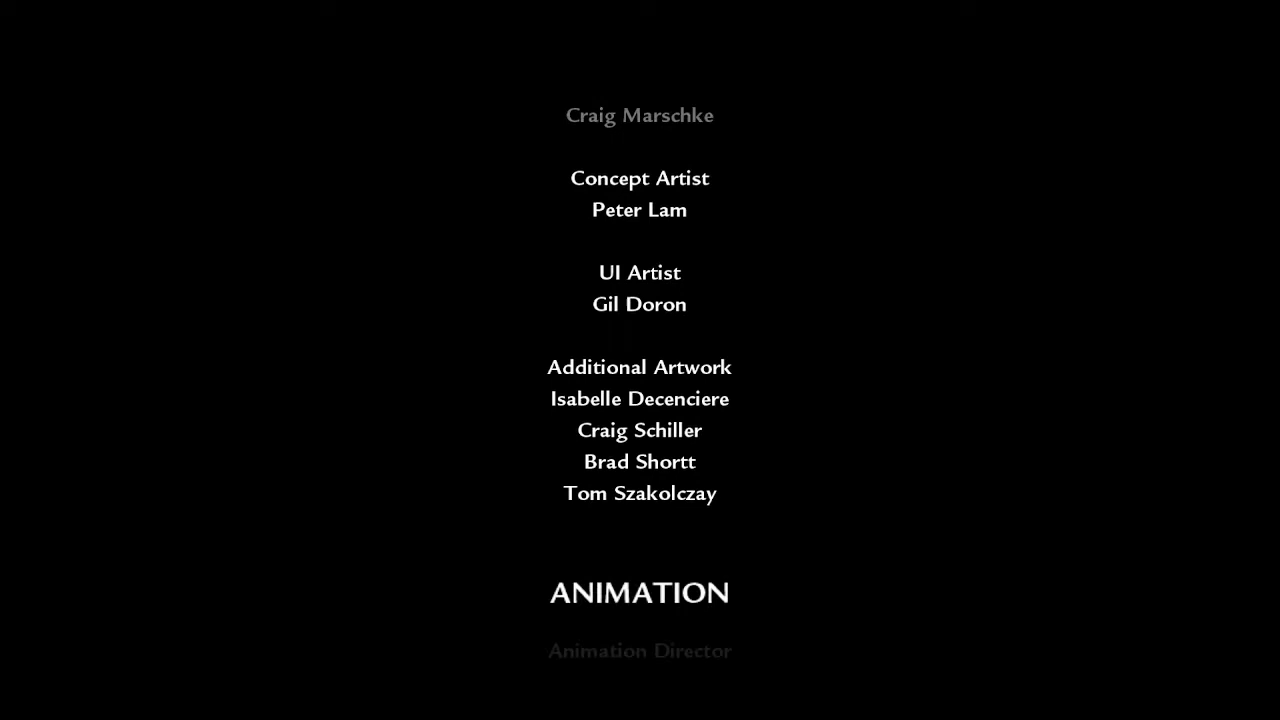 Craig Marschke
Concept Artist
Peter Lam
UI Artist
Gil Doron
Additional Artwork
Isabelle Decenciere
Craig Schiller
Brad Shortt
Tom Szakolczay
ANIMATION
Animation Director